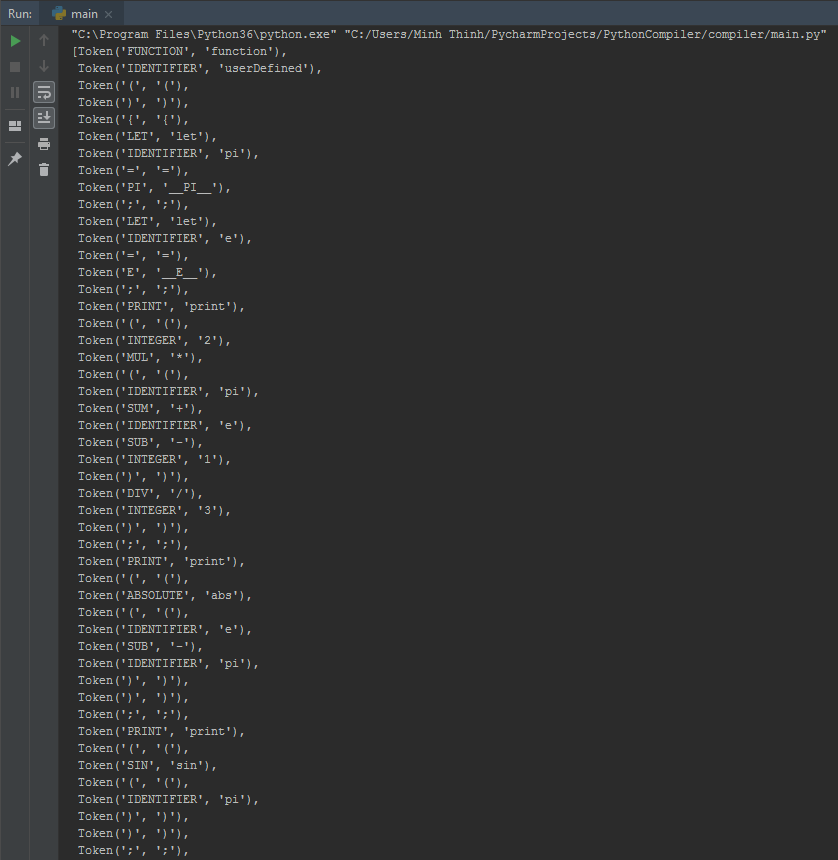 Run: main
"C:\Program Files\Python36\python.exe" "C:/Users/Minh Thinh/PycharmProjects/PythonCompiler/compiler/main.py"
[Token('FUNCTION', 'function'),
Token('IDENTIFIER', 'userDefined'),
Token('(', '('),
Token(')', ')'),
Token('{', '{'),
Token('LET', 'let'),
Token('IDENTIFIER', 'pi'),
Token('=', '='),
Token('PI', '__PI__'),
Token(';', ';'),
Token('LET', 'let'),
Token('IDENTIFIER', 'e'),
Token('=', '='),
Token('E', '__E__'),
Token(';', ';'),
Token('PRINT', 'print'),
Token('(', '('),
Token('INTEGER', '2'),
Token('MUL', '*'),
Token('(', '('),
Token('IDENTIFIER', 'pi'),
Token('SUM', '+'),
Token('IDENTIFIER', 'e'),
Token('SUB', '-'),
Token('INTEGER', '1'),
Token(')', ')'),
Token('DIV', '/'),
Token('INTEGER', '3'),
Token(')', ')'),
Token(';', ';'),
Token('PRINT', 'print'),
Token('(', '('),
Token('ABSOLUTE', 'abs'),
Token('(', '('),
Token('IDENTIFIER', 'e'),
Token('SUB', '-'),
Token('IDENTIFIER', 'pi'),
Token(')', ')'),
Token(')', ')'),
Token(';', ';'),
Token('PRINT', 'print'),
Token('(', '('),
Token('SIN', 'sin'),
Token('(', '('),
Token('IDENTIFIER', 'pi'),
Token(')', ')'),
Token(')', ')'),
Token(';', ';'),